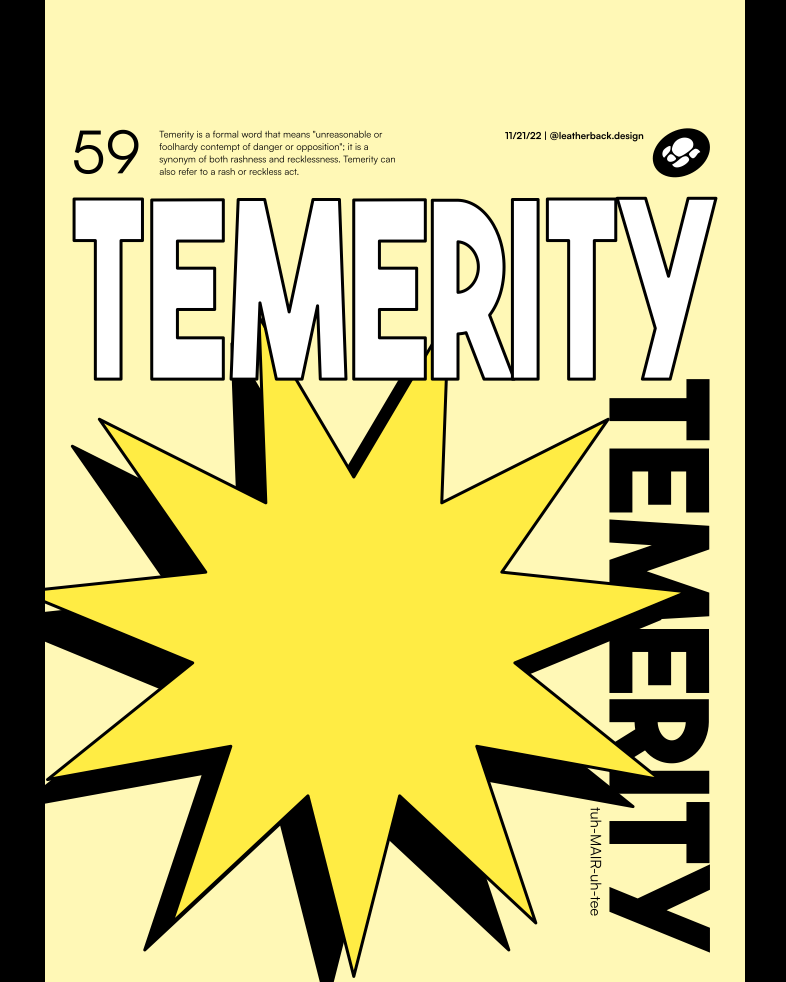 59
Temerity is a formal word that means "unreasonable or
foolhardy contempt of danger or opposition"; it is a
synonym of both rashness and recklessness. Temerity can
also refer to a rash or reckless act.
11/21/22 | @leatherback.design
TEMERITY
TEMERITY
tuh-MAIR-uh-tee